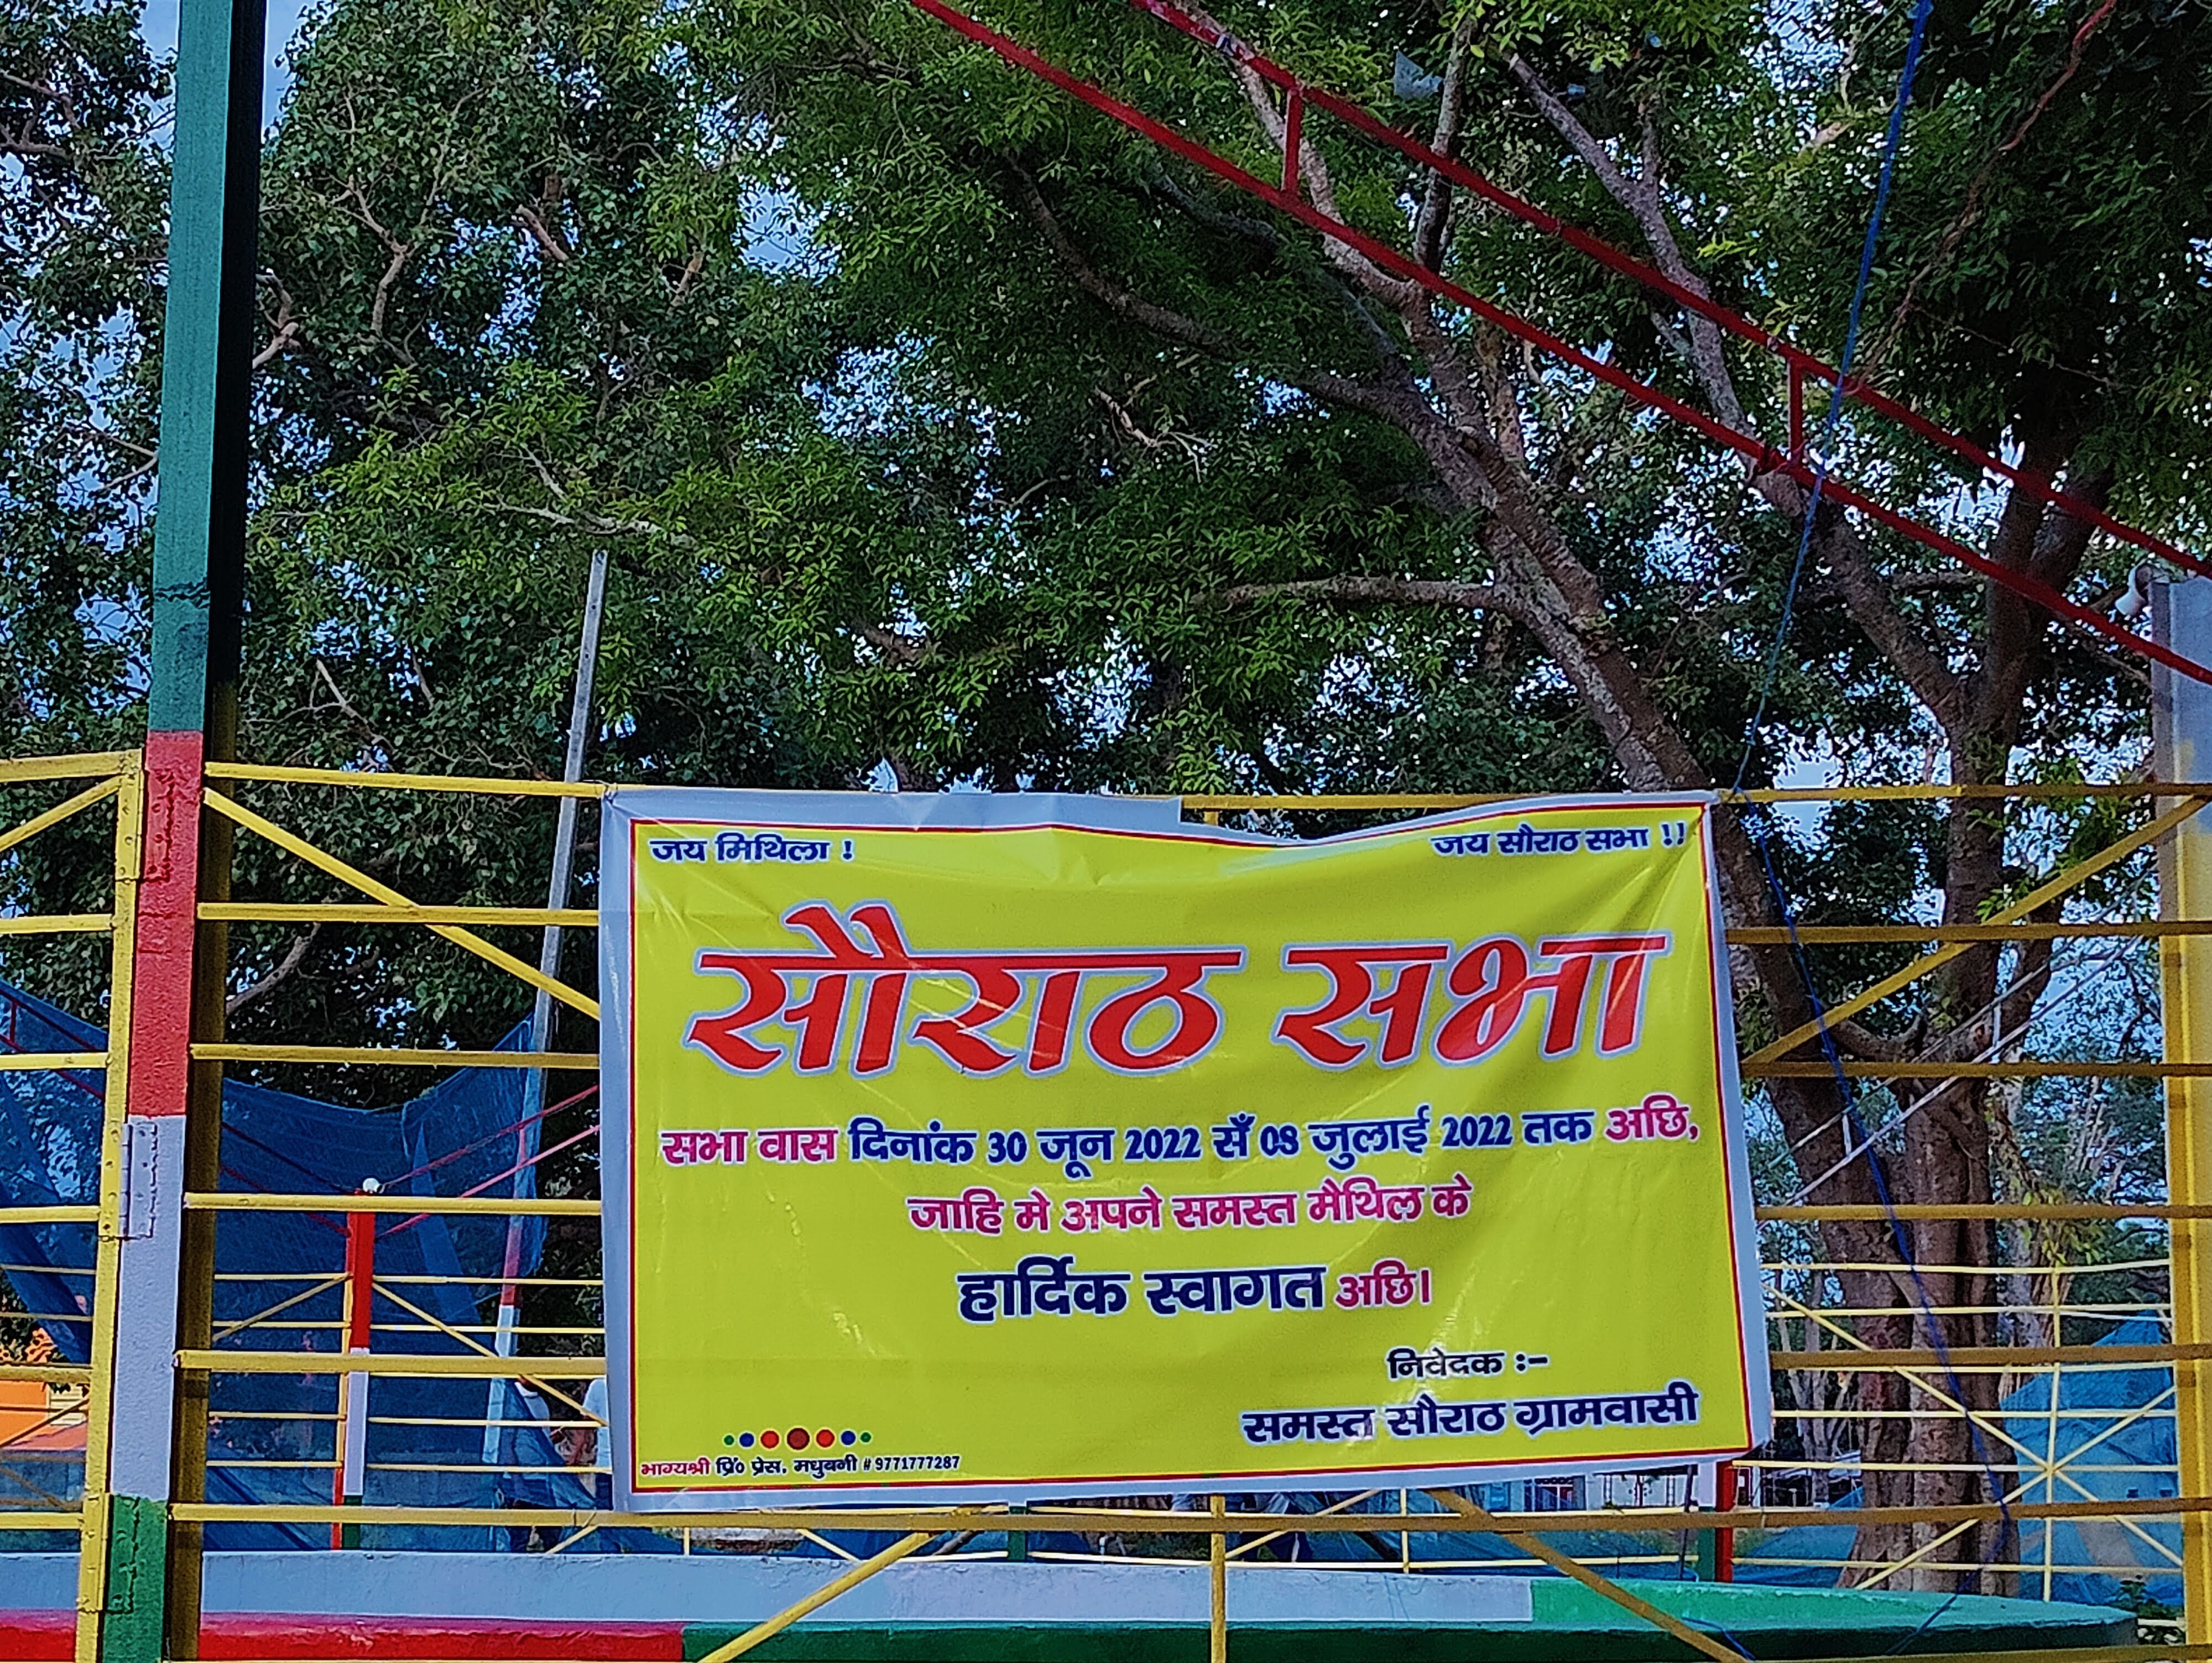 जय मिथिला ! जय सौराठ सभा !!
सौराठ सभा
सभा वास दिनांक 30 जून 2022 सँ 08 जुलाई 2022 तक अछि,
जाहि मे अपने समस्त मैथिल के
हार्दिक स्वागत अछि।
निवेदक :–
समस्त सौराठ ग्रामवासी
भाग्यश्री प्रिं० प्रेस, मधुबनी # 9771777287